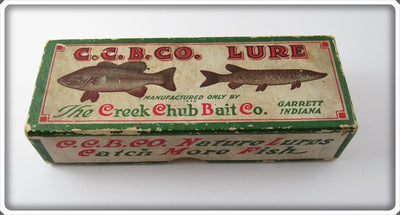 C.C.B.CO. LURE
MANUFACTURED ONLY BY
The Creek Chub Bait Co.
GARRETT
INDIANA
C.C.B.CO. Nature Lures
Catch More Fish